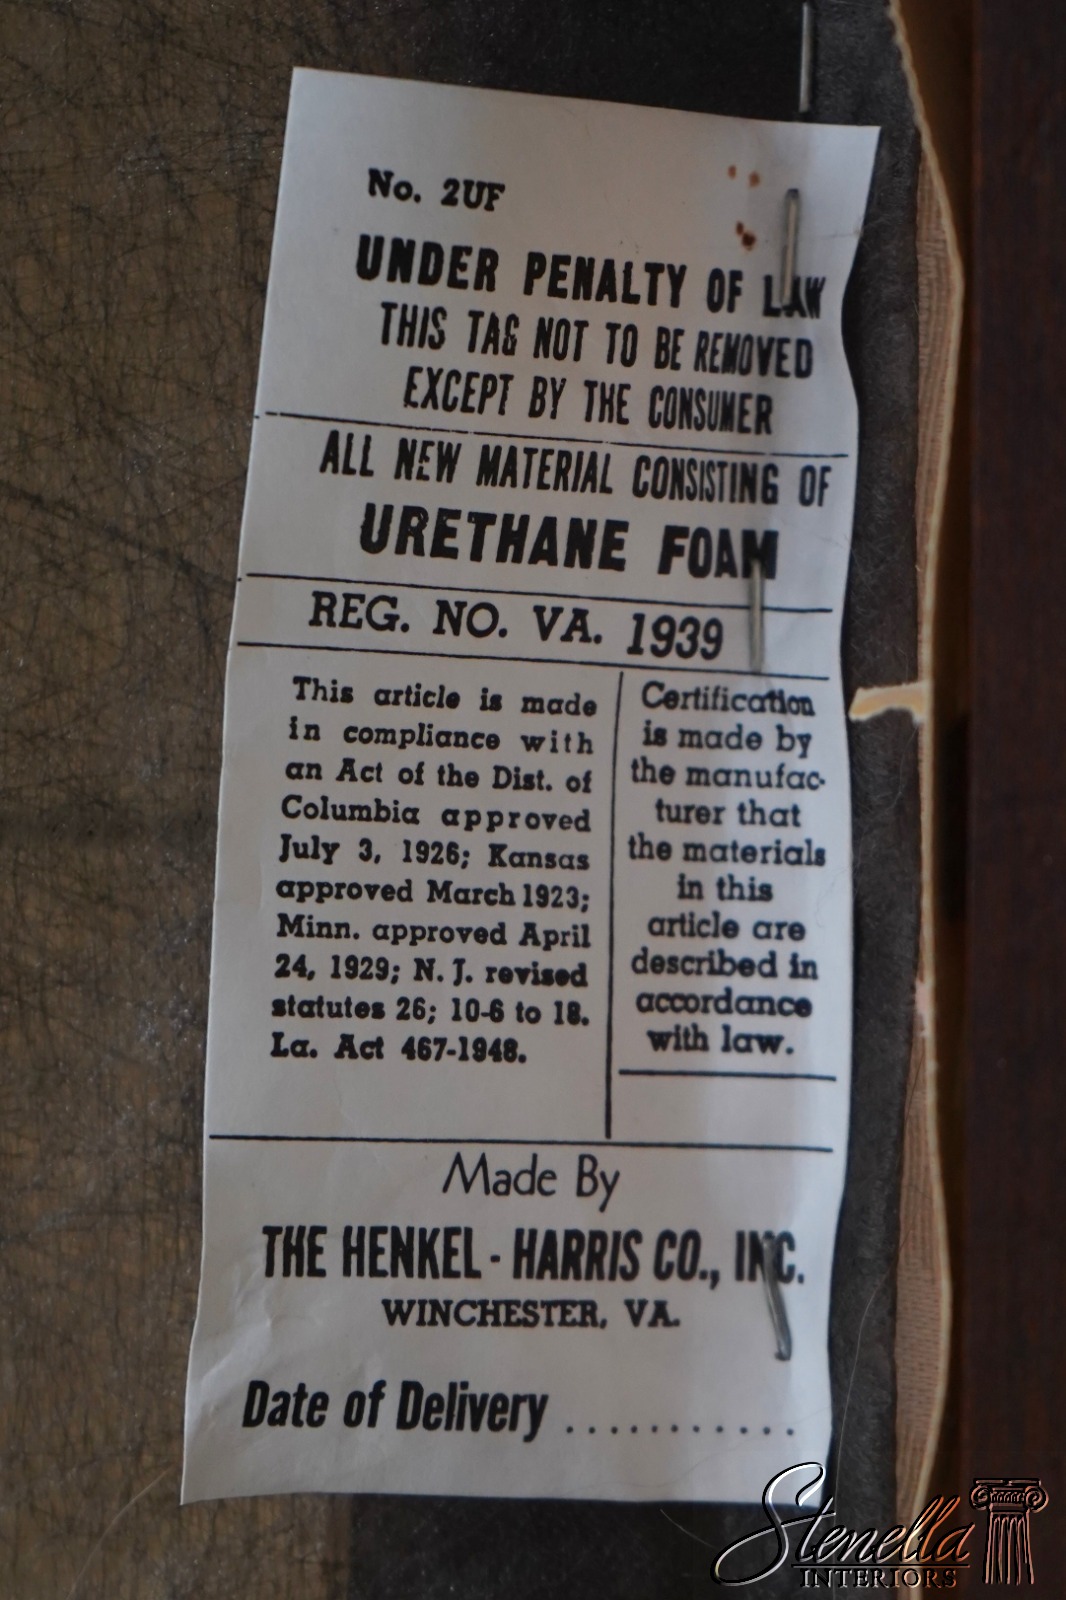 No. 2UF
UNDER PENALTY OF LAW
THIS TAG NOT TO BE REMOVED
EXCEPT BY THE CONSUMER
ALL NEW MATERIAL CONSISTING OF
URETHANE FOAM
REG. NO. VA. 1939
This article is made
in compliance with
an Act of the Dist. of
Columbia approved
July 3, 1926; Kansas
approved March 1923;
Minn. approved April
24, 1929; N. J. revised
statutes 26; 10-6 to 18.
La. Act 467-1948.
Certification
is made by
the manufac-
turer that
the materials
in this
article are
described in
accordance
with law.
Made By
THE HENKEL - HARRIS CO., INC.
WINCHESTER, VA.
Date of Delivery ...........
Stenella
INTERIORS